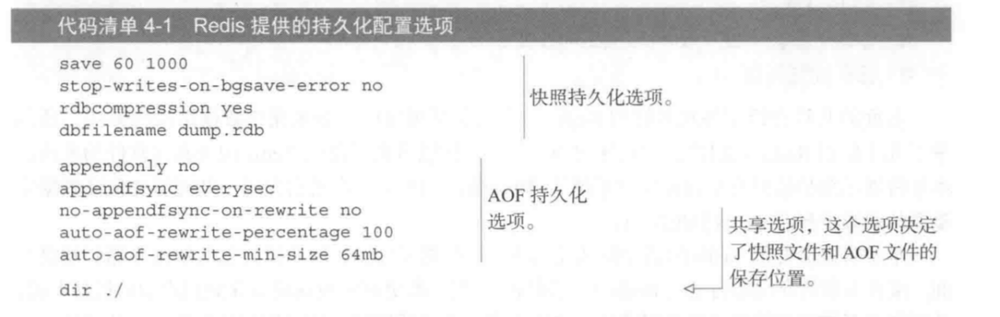 代码清单 4-1 Redis 提供的持久化配置选项
save 60 1000
stop-writes-on-bgsave-error no
rdbcompression yes
dbfilename dump.rdb
快照持久化选项。
appendonly no
appendfsync everysec
no-appendfsync-on-rewrite no
auto-aof-rewrite-percentage 100
auto-aof-rewrite-min-size 64mb
AOF 持久化
选项。
dir ./
共享选项，这个选项决定
了快照文件和AOF 文件的
保存位置。